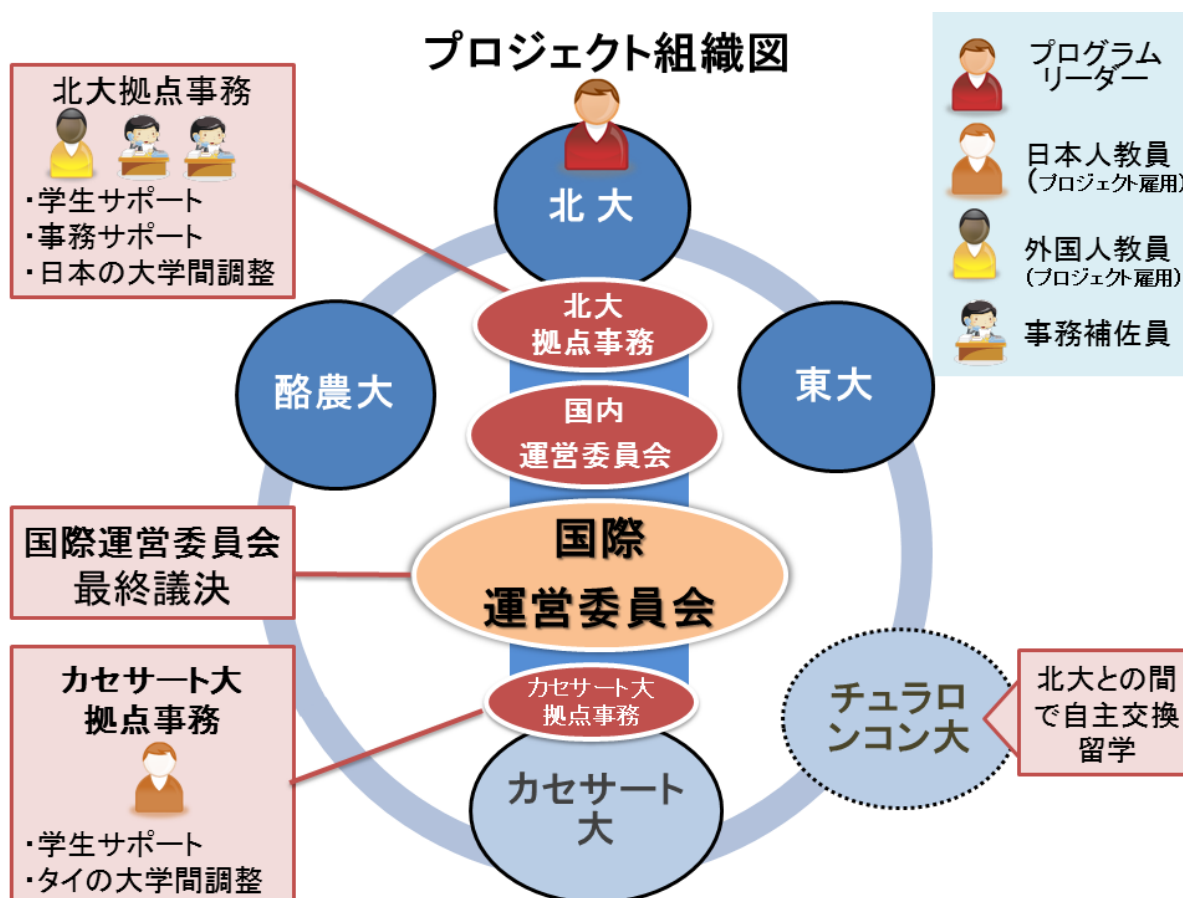 プロジェクト組織図
北大拠点事務
・学生サポート
・事務サポート
・日本の大学間調整
プログラム
リーダー
日本人教員
(プロジェクト雇用)
外国人教員
(プロジェクト雇用)
事務補佐員
北大
北大
拠点事務
酪農大
東大
国内
運営委員会
国際運営委員会
最終議決
国際
運営委員会
カセサート大
拠点事務
・学生サポート
・タイの大学間調整
カセサート大
拠点事務
カセサート
大
チュラロ
ンコン大
北大との間
で自主交換
留学